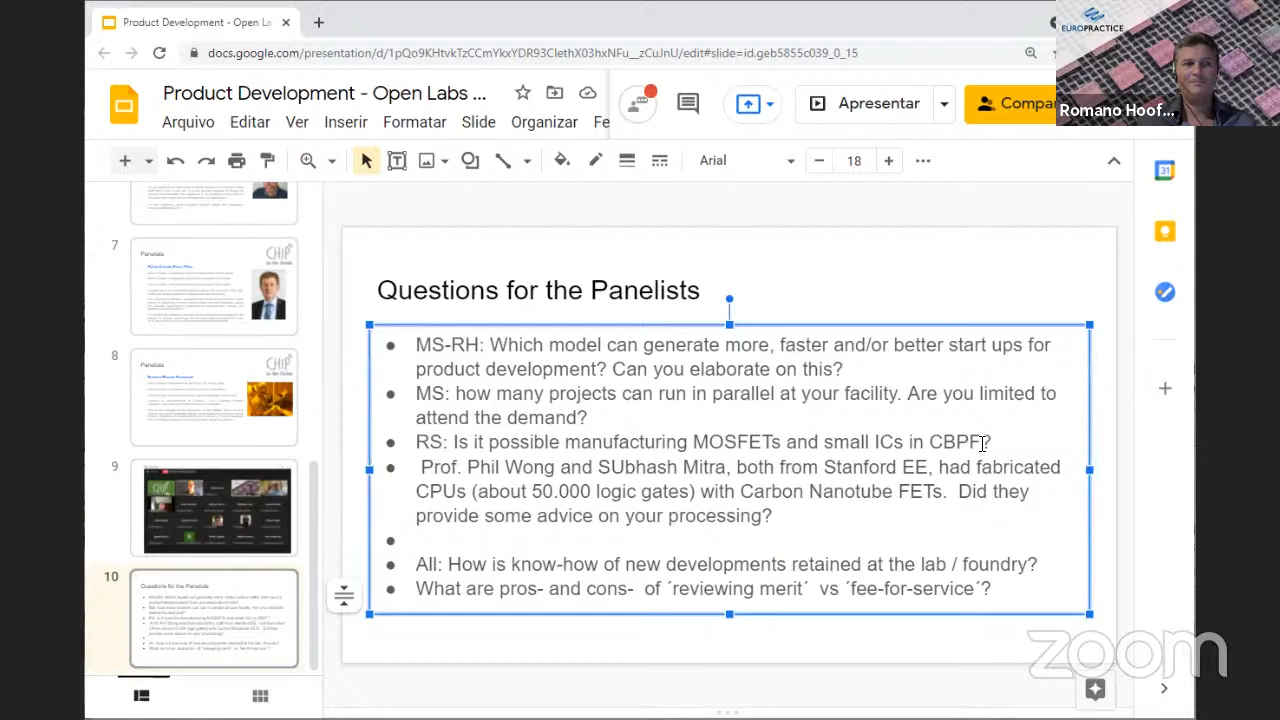 Product Development - Open La
docs.google.com/presentation/d/
edit#slide=id.geb5855c039_0_15
EUROPRACTICE
Romano Hoof...
Product Development - Open Labs ...
Apresentar
Compa
Arquivo Editar Ver Inser Slide Organizar Fe
Arial 18
31
7
Panelists
CHIP
8
Panelists
CHIP
9
10
Questions for the Panelists
Questions for the Panelists
MS-RH: Which model can generate more, faster and/or better start ups for
product development? Can you elaborate on this?
many projects can run in parallel at your facility. Are you limited to
attend the demand?
RS: Is it possible manufacturing MOSFETs and small ICs in CBPF?
Prof. Phil Wong and SUbhash Mitra, both from Stanford EE, had fabricated
CPUs (about 50.000 logic gates) with Carbon Nanotube FETs. Did they
provide some advice on your processing?
All: How is know-how of new developments retained at the lab / foundry?
What are pros and cons of ´reviewing merit´ vs ´fee-for-service´?
zoom